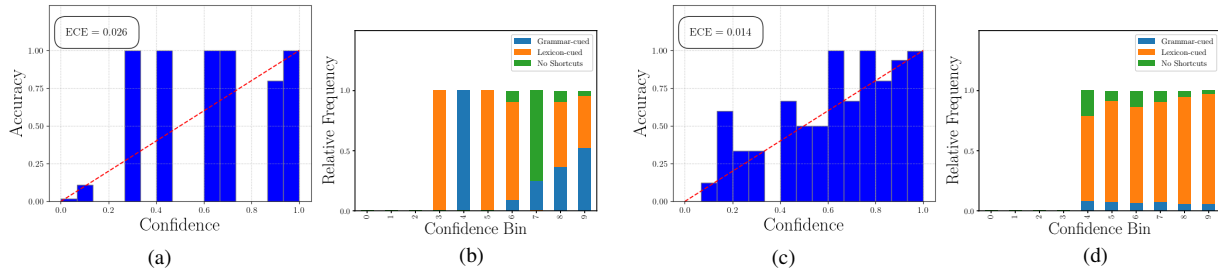 ECE = 0.026
Accuracy
1.00
0.75
0.50
0.25
0.00
0.0 0.2 0.4 0.6 0.8 1.0
Confidence
(a)
Grammar-cued
Lexicon-cued
No Shortcuts
Relative Frequency
1.0
0.5
0.0
0 1 2 3 4 5 6 7 8 9
Confidence Bin
(b)
ECE = 0.014
Accuracy
1.00
0.75
0.50
0.25
0.00
0.0 0.2 0.4 0.6 0.8 1.0
Confidence
(c)
Grammar-cued
Lexicon-cued
No Shortcuts
Relative Frequency
1.0
0.5
0.0
0 1 2 3 4 5 6 7 8 9
Confidence Bin
(d)